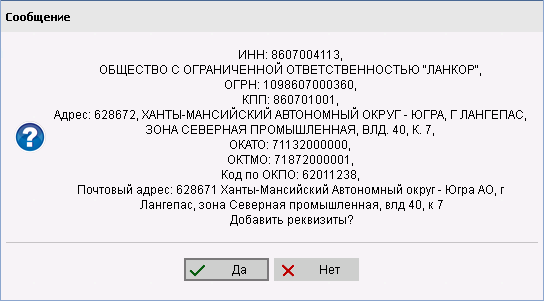 Сообщение
ИНН: 8607004113,
ОБЩЕСТВО С ОГРАНИЧЕННОЙ ОТВЕТСТВЕННОСТЬЮ "ЛАНКОР",
ОГРН: 1098607000360,
КПП: 860701001,
Адрес: 628672, ХАНТЫ-МАНСИЙСКИЙ АВТОНОМНЫЙ ОКРУГ - ЮГРА, Г ЛАНГЕПАС,
ЗОНА СЕВЕРНАЯ ПРОМЫШЛЕННАЯ, ВЛД. 40, К. 7,
ОКАТО: 71132000000,
ОКТМО: 71872000001,
Код по ОКПО: 62011238,
Почтовый адрес: 628671 Ханты-Мансийский Автономный округ - Югра АО, г
Лангепас, зона Северная промышленная, влд 40, к 7
Добавить реквизиты?
Да
Нет